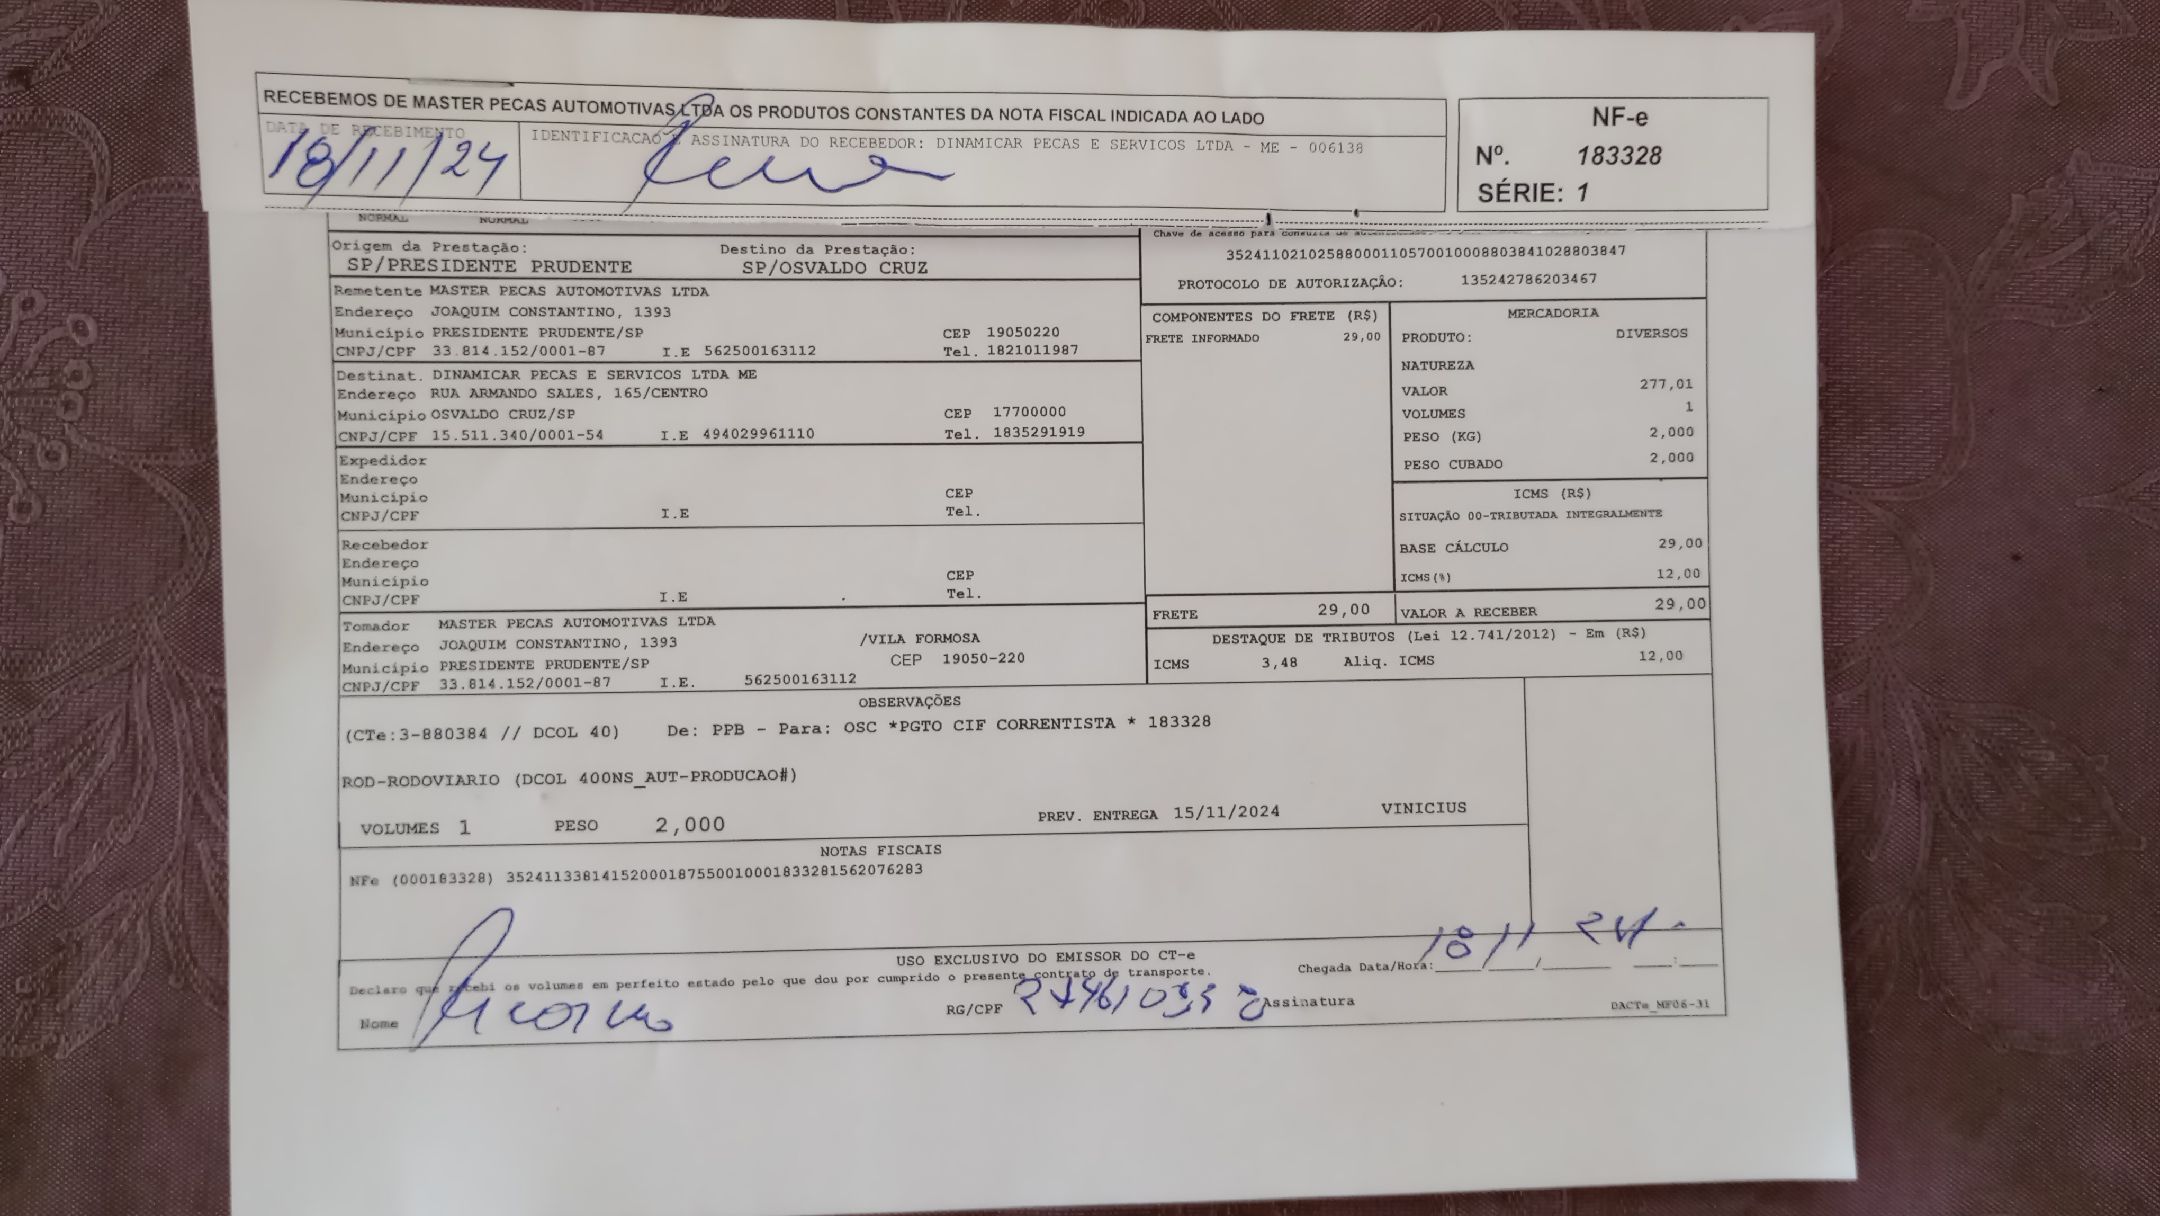 RECEBEMOS DE MASTER PECAS AUTOMOTIVAS LTDA OS PRODUTOS CONSTANTES DA NOTA FISCAL INDICADA AO LADO
DATA DE RECEBIMENTO
18/11/24
IDENTIFICACAO E ASSINATURA DO RECEBEDOR: DINAMICAR PECAS E SERVICOS LTDA - ME - 006138
NF-e
Nº. 183328
SÉRIE: 1
NORMAL NORMAL
Origem da Prestação: Destino da Prestação:
SP/PRESIDENTE PRUDENTE SP/OSVALDO CRUZ
Remetente MASTER PECAS AUTOMOTIVAS LTDA
Endereço JOAQUIM CONSTANTINO, 1393
Município PRESIDENTE PRUDENTE/SP CEP 19050220
CNPJ/CPF 33.814.152/0001-87 I.E 562500163112 Tel. 1821011987
Destinat. DINAMICAR PECAS E SERVICOS LTDA ME
Endereço RUA ARMANDO SALES, 165/CENTRO
Município OSVALDO CRUZ/SP CEP 17700000
CNPJ/CPF 15.511.340/0001-54 I.E 494029961110 Tel. 1835291919
Expedidor
Endereço
Município CEP
CNPJ/CPF I.E Tel.
Recebedor
Endereço
Município CEP
CNPJ/CPF I.E Tel.
Tomador MASTER PECAS AUTOMOTIVAS LTDA
Endereço JOAQUIM CONSTANTINO, 1393 /VILA FORMOSA
Município PRESIDENTE PRUDENTE/SP CEP 19050-220
CNPJ/CPF 33.814.152/0001-87 I.E. 562500163112
Chave de acesso para consulta de
35241102102588000110570010008803841028803847
PROTOCOLO DE AUTORIZAÇÃO: 135242786203467
COMPONENTES DO FRETE (R$)
FRETE INFORMADO 29,00
MERCADORIA
PRODUTO: DIVERSOS
NATUREZA
VALOR 277,01
VOLUMES 1
PESO (KG) 2,000
PESO CUBADO 2,000
ICMS (R$)
SITUAÇÃO 00-TRIBUTADA INTEGRALMENTE
BASE CÁLCULO 29,00
ICMS(%) 12,00
FRETE 29,00 VALOR A RECEBER 29,00
DESTAQUE DE TRIBUTOS (Lei 12.741/2012) - Em (R$)
ICMS 3,48 Aliq. ICMS 12,00
OBSERVAÇÕES
(CTe:3-880384 // DCOL 40) De: PPB - Para: OSC *PGTO CIF CORRENTISTA * 183328
ROD-RODOVIARIO (DCOL 400NS_AUT-PRODUCAO#)
VOLUMES 1 PESO 2,000 PREV. ENTREGA 15/11/2024 VINICIUS
NOTAS FISCAIS
NFe (000183328) 35241133814152000187550010001833281562076283
USO EXCLUSIVO DO EMISSOR DO CT-e
Declaro que recebi os volumes em perfeito estado pelo que dou por cumprido o presente contrato de transporte.
Chegada Data/Hora: 18/11 24
Nome RG/CPF Assinatura
DACTe_MF06-31